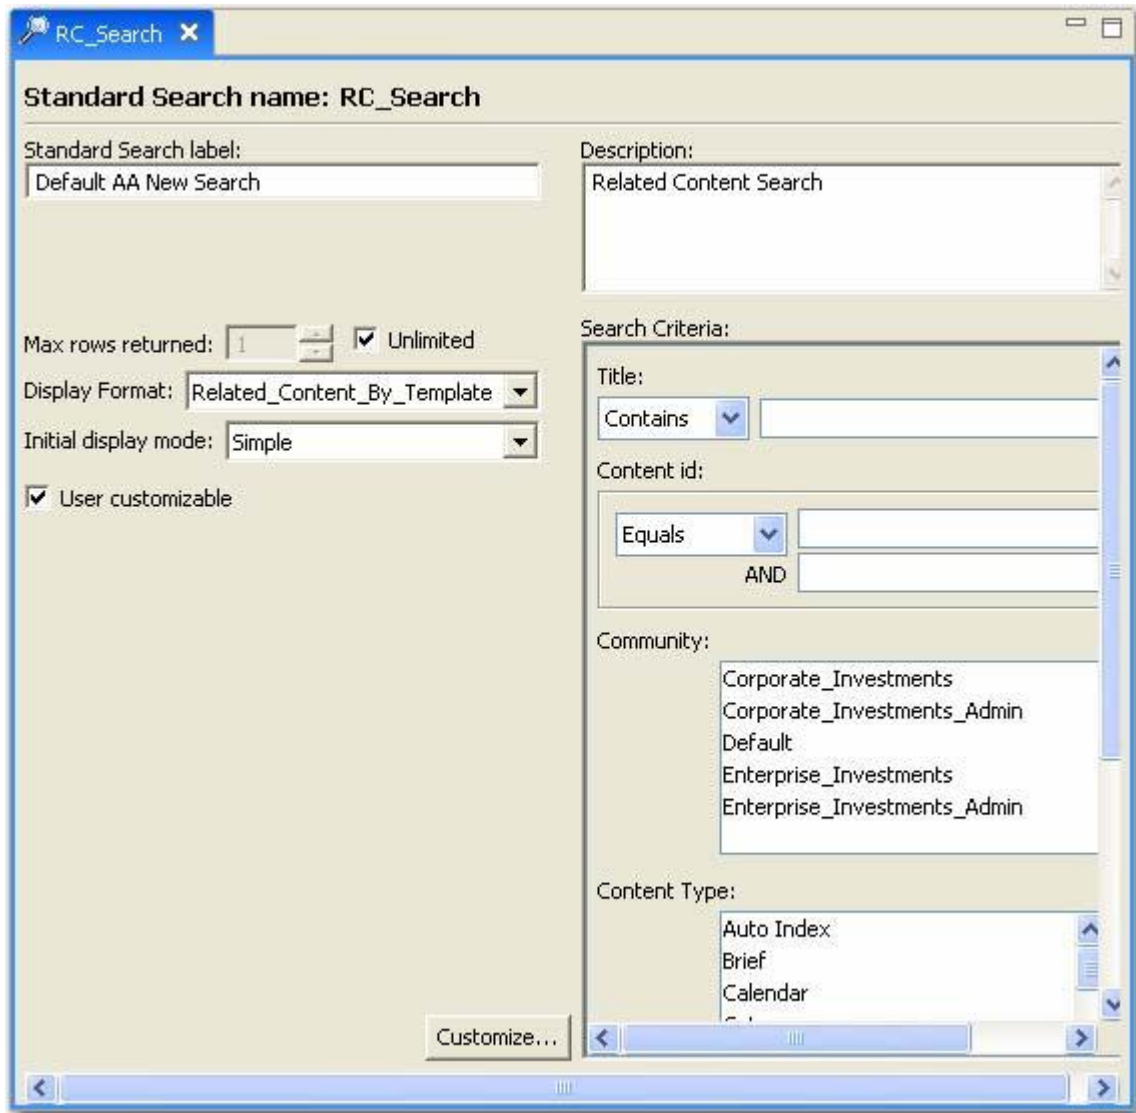 RC_Search
Standard Search name: RC_Search
Standard Search label:
Default AA New Search
Description:
Related Content Search
Max rows returned: 1 Unlimited
Display Format: Related_Content_By_Template
Initial display mode: Simple
User customizable
Customize...
Search Criteria:
Title:
Contains
Content id:
Equals
AND
Community:
Corporate_Investments
Corporate_Investments_Admin
Default
Enterprise_Investments
Enterprise_Investments_Admin
Content Type:
Auto Index
Brief
Calendar